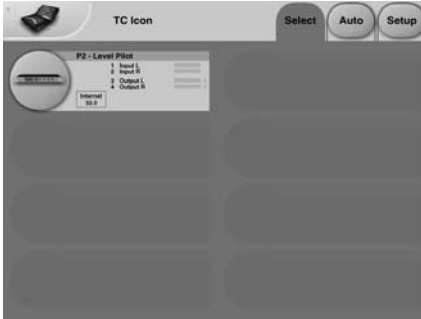 TC Icon
Select
Auto
Setup
P2 - Level Pilot
1 Input L
2 Input R
3 Output L
4 Output R
Internal
32.0